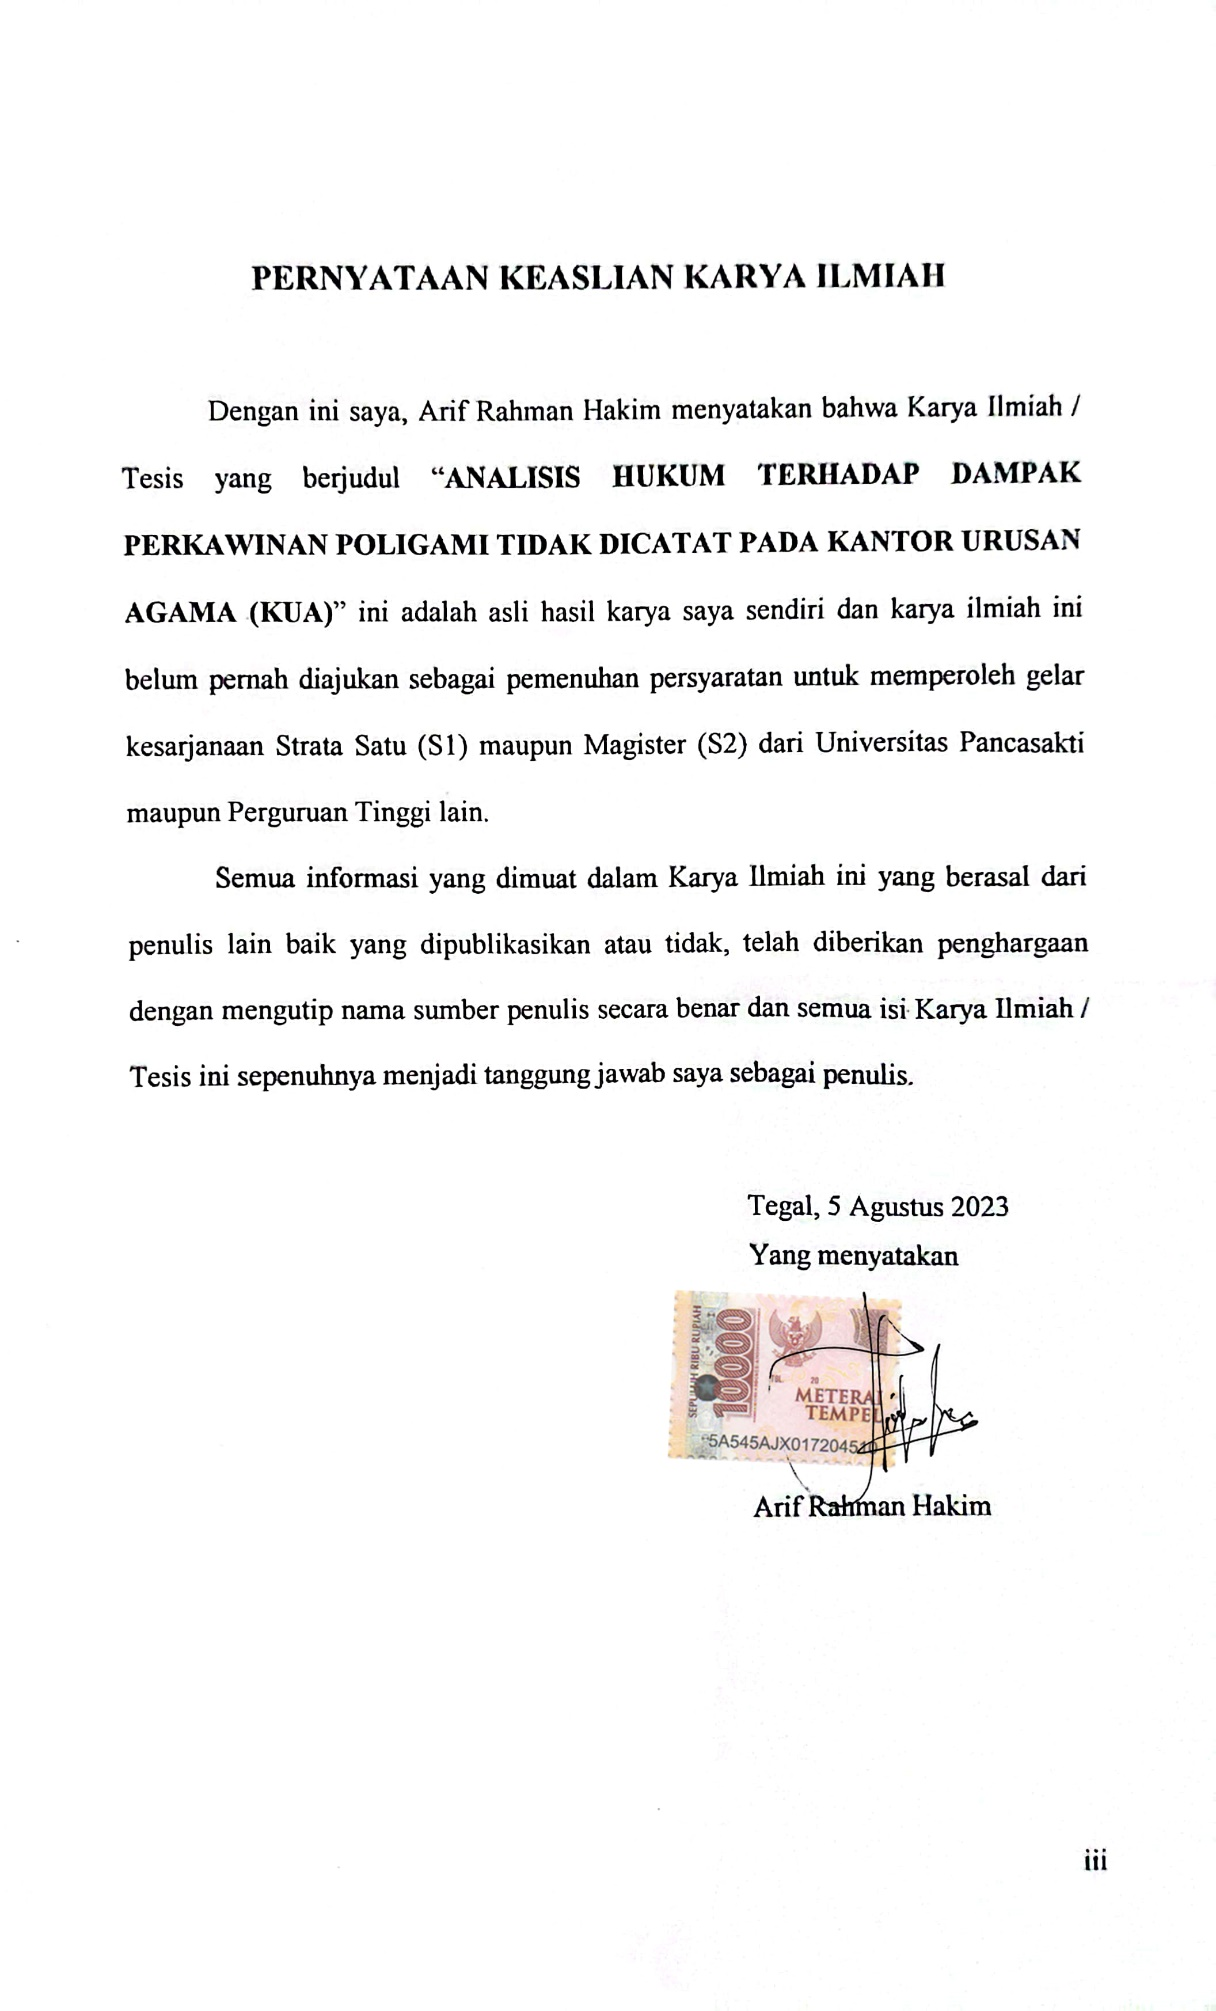 PERNYATAAN KEASLIAN KARYA ILMIAH
Dengan ini saya, Arif Rahman Hakim menyatakan bahwa Karya Ilmiah /
Tesis yang berjudul “ANALISIS HUKUM TERHADAP DAMPAK
PERKAWINAN POLIGAMI TIDAK DICATAT PADA KANTOR URUSAN
AGAMA (KUA)” ini adalah asli hasil karya saya sendiri dan karya ilmiah ini
belum pernah diajukan sebagai pemenuhan persyaratan untuk memperoleh gelar
kesarjanaan Strata Satu (S1) maupun Magister (S2) dari Universitas Pancasakti
maupun Perguruan Tinggi lain.
Semua informasi yang dimuat dalam Karya Ilmiah ini yang berasal dari
penulis lain baik yang dipublikasikan atau tidak, telah diberikan penghargaan
dengan mengutip nama sumber penulis secara benar dan semua isi Karya Ilmiah /
Tesis ini sepenuhnya menjadi tanggung jawab saya sebagai penulis.
Tegal, 5 Agustus 2023
Yang menyatakan
SEPULUH RIBU RUPIAH
10000
TGL. 20
METERAI
TEMPEL
Arif Rahman Hakim
iii